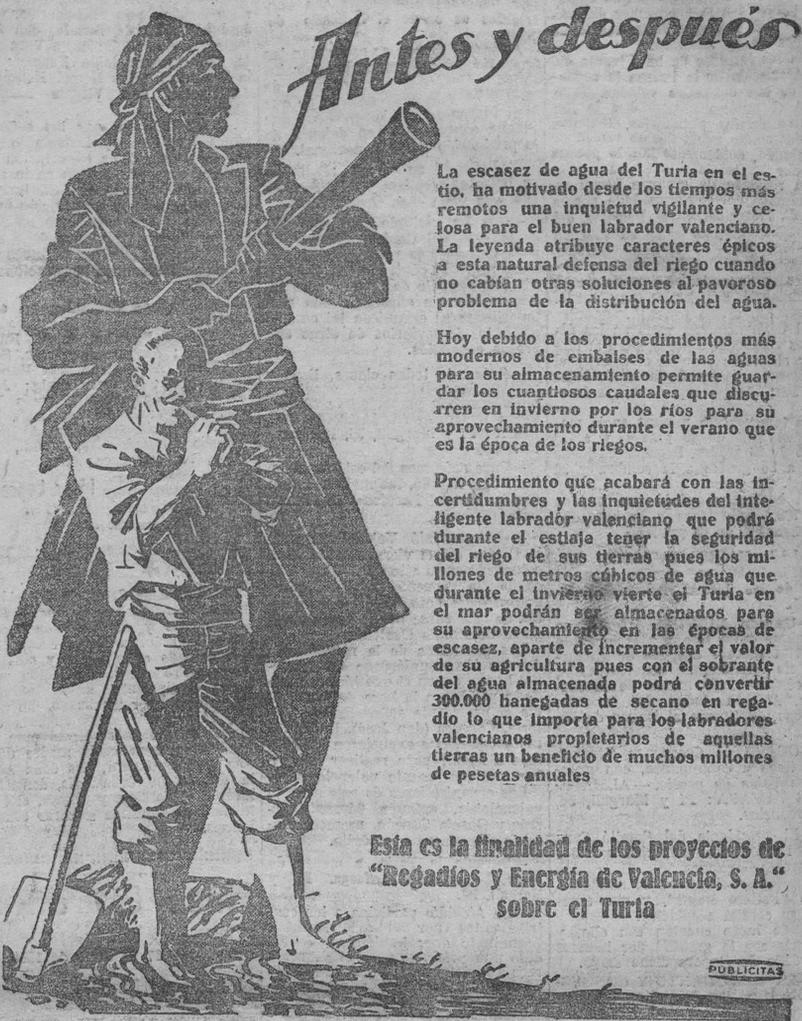 Antes y después
La escasez de agua del Turia en el es-
tío, ha motivado desde los tiempos más
remotos una inquietud vigilante y ce-
losa para el buen labrador valenciano.
La leyenda atribuye caracteres épicos
a esta natural defensa del riego cuando
no cabían otras soluciones al pavoroso
problema de la distribución del agua.
Hoy debido a los procedimientos más
modernos de embalses de las aguas
para su almacenamiento permite guar-
dar los cuantiosos caudales que discu-
rren en invierno por los ríos para su
aprovechamiento durante el verano que
es la época de los riegos.
Procedimiento que acabará con las in-
certidumbres y las inquietudes del inte-
ligente labrador valenciano que podrá
durante el estiaje tener la seguridad
del riego de sus tierras pues los mi-
llones de metros cúbicos de agua que
durante el invierno vierte el Turia en
el mar podrán ser almacenados para
su aprovechamiento en las épocas de
escasez, aparte de incrementar el valor
de su agricultura pues con el sobrante
del agua almacenada podrá convertir
300.000 hanegadas de secano en rega-
dío lo que importa para los labradores
valencianos propietarios de aquellas
tierras un beneficio de muchos millones
de pesetas anuales
Esta es la finalidad de los proyectos de
"Regadíos y Energía de Valencia, S. A."
sobre el Turia
PUBLICITAS